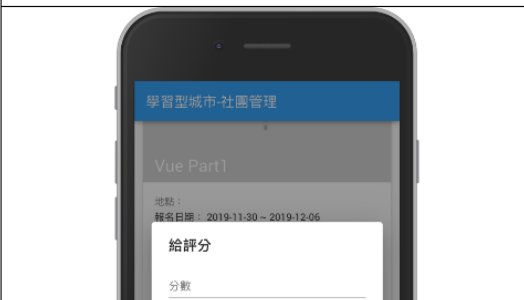 學習型城市-社團管理
Vue Part1
地點：
報名日期： 2019-11-30 ~ 2019-12-06
給評分
分數